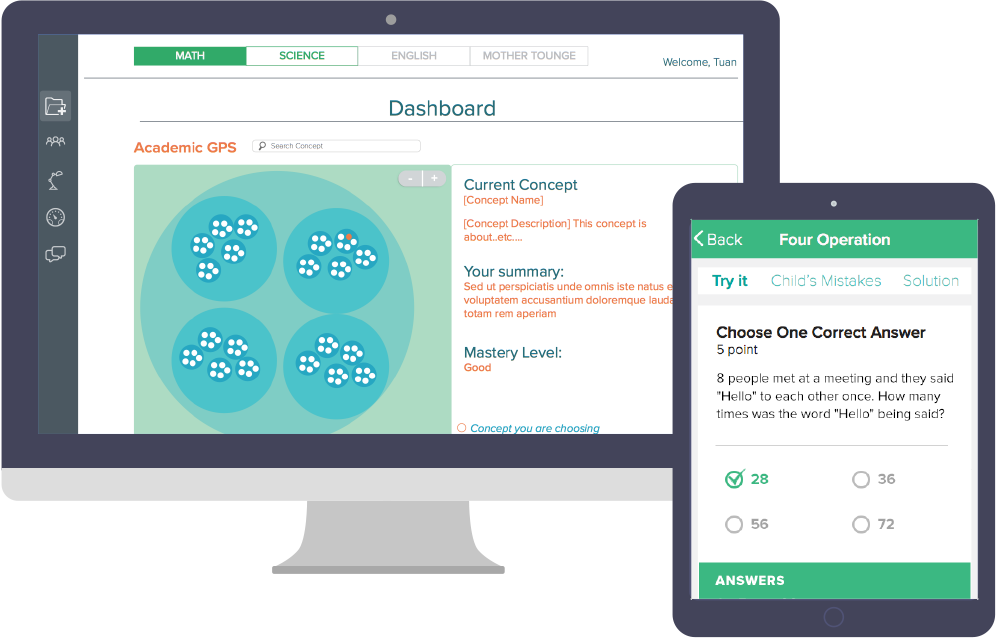 MATH
SCIENCE
ENGLISH
MOTHER TOUNGE
Welcome, Tuan
Dashboard
Academic GPS
Search Concept
- +
Current Concept
[Concept Name]
[Concept Description] This concept is
about..etc....
Your summary:
Sed ut perspiciatis unde omnis iste natus e
voluptatem accusantium doloremque lauda
totam rem aperiam
Mastery Level:
Good
Concept you are choosing
Back
Four Operation
Try it
Child's Mistakes
Solution
Choose One Correct Answer
5 point
8 people met at a meeting and they said
"Hello" to each other once. How many
times was the word "Hello" being said?
28
36
56
72
ANSWERS